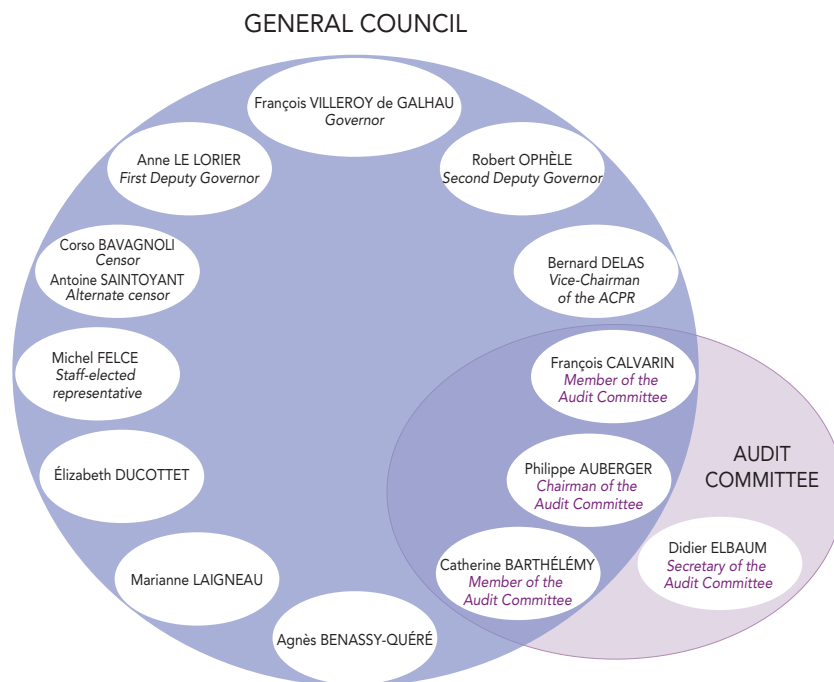 GENERAL COUNCIL
François VILLEROY de GALHAU
Governor
Anne LE LORIER
First Deputy Governor
Robert OPHÈLE
Second Deputy Governor
Corso BAVAGNOLI
Censor
Antoine SAINTOYANT
Alternate censor
Bernard DELAS
Vice-Chairman
of the ACPR
Michel FELCE
Staff-elected
representative
François CALVARIN
Member of the
Audit Committee
Élizabeth DUCOTTET
Philippe AUBERGER
Chairman of the
Audit Committee
AUDIT
COMMITTEE
Marianne LAIGNEAU
Catherine BARTHÉLÉMY
Member of the
Audit Committee
Didier ELBAUM
Secretary of the
Audit Committee
Agnès BENASSY-QUÉRÉ